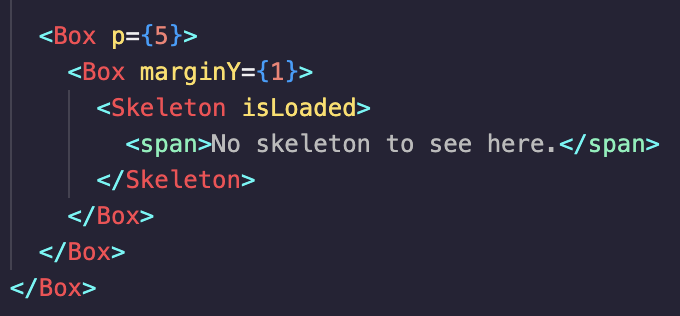 <Box p={5}>
<Box marginY={1}>
<Skeleton isLoaded>
<span>No skeleton to see here.</span>
</Skeleton>
</Box>
</Box>
</Box>